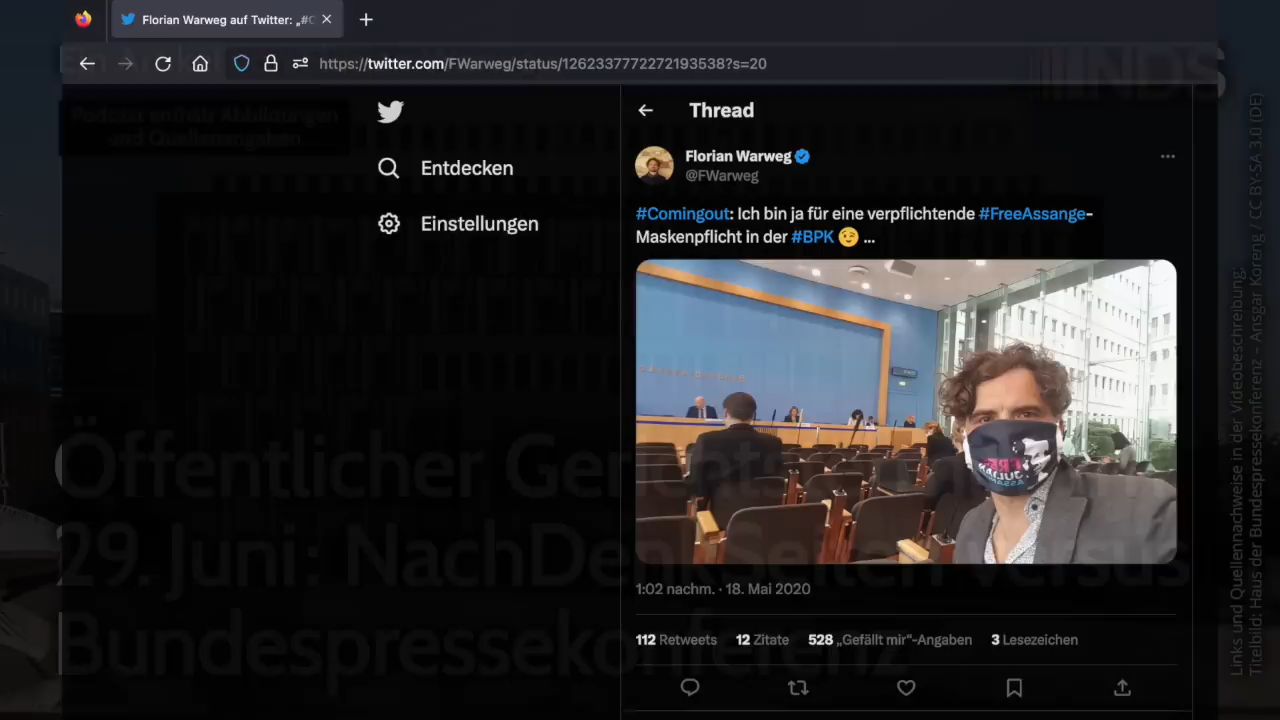 Florian Warweg auf Twitter: „#C
https://twitter.com/FWarweg/status/1262337772272193538?s=20
NDS
Podcast enthält Abbildungen
und Quellenangaben
Entdecken
Einstellungen
Thread
Florian Warweg
@FWarweg
#Comingout: Ich bin ja für eine verpflichtende #FreeAssange-
Maskenpflicht in der #BPK 😉 ...
1:02 nachm. · 18. Mai 2020
112 Retweets 12 Zitate 528 „Gefällt mir“-Angaben 3 Lesezeichen
Öffentlicher Gerichts
29. Juni: NachDenkSeiten versus
Bundespressekonferenz
Links und Quellennachweise in der Videobeschreibung;
Titelbild: Haus der Bundespressekonferenz – Ansgar Koreng / CC BY-SA 3.0 (DE)